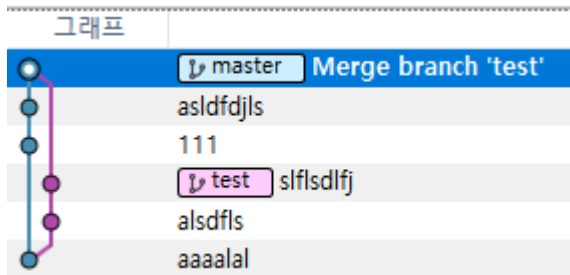 그래프
master Merge branch 'test'
asldfdjls
111
test slflsdlfj
alsdfls
aaaalal